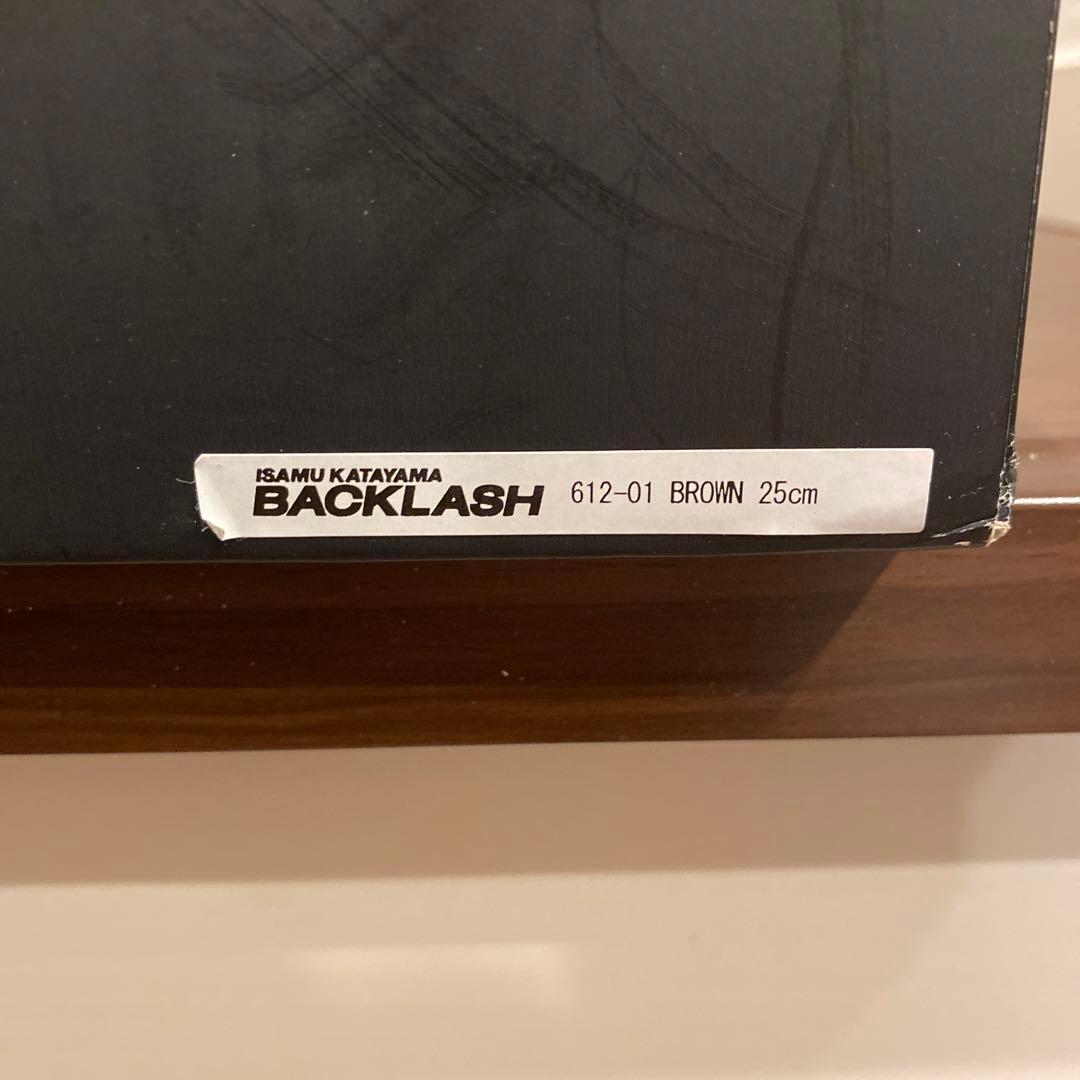 ISAMU KATAYAMA
BACKLASH 612-01 BROWN 25cm